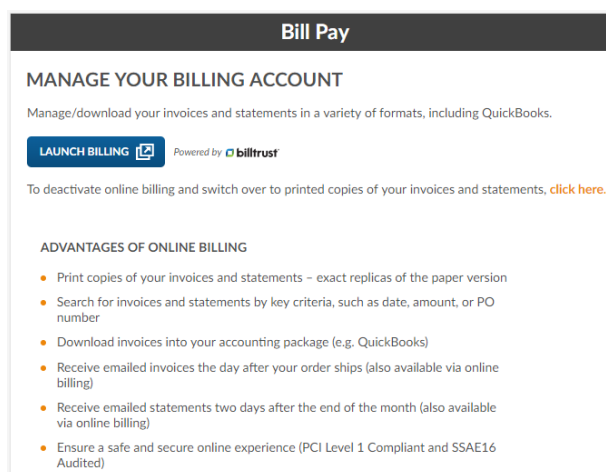 Bill Pay
MANAGE YOUR BILLING ACCOUNT
Manage/download your invoices and statements in a variety of formats, including QuickBooks.
LAUNCH BILLING Powered by billtrust
To deactivate online billing and switch over to printed copies of your invoices and statements, click here.
ADVANTAGES OF ONLINE BILLING
• Print copies of your invoices and statements – exact replicas of the paper version
• Search for invoices and statements by key criteria, such as date, amount, or PO
number
• Download invoices into your accounting package (e.g. QuickBooks)
• Receive emailed invoices the day after your order ships (also available via online
billing)
• Receive emailed statements two days after the end of the month (also available
via online billing)
• Ensure a safe and secure online experience (PCI Level 1 Compliant and SSAE16
Audited)